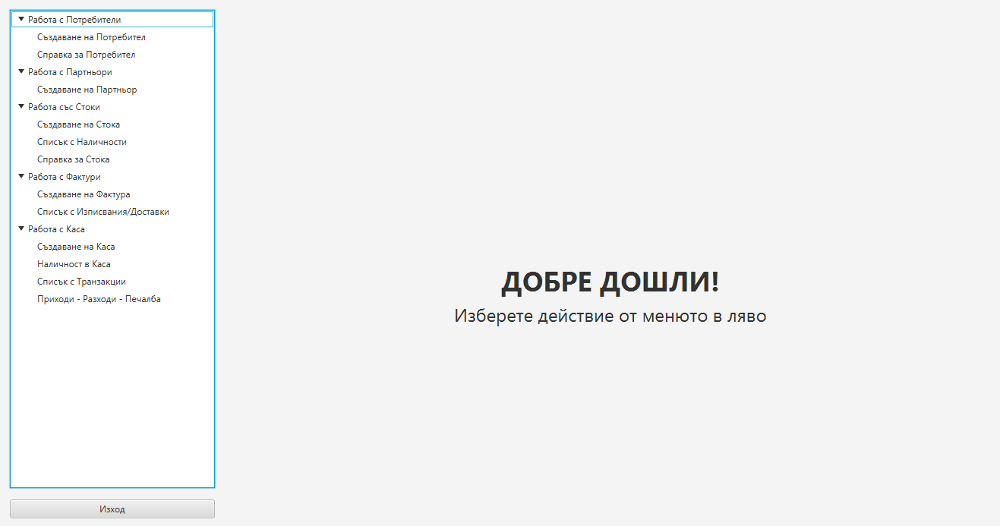 Работа с Потребители
Създаване на Потребител
Справка за Потребител
Работа с Партньори
Създаване на Партньор
Работа със Стоки
Създаване на Стока
Списък с Наличности
Справка за Стока
Работа с Фактури
Създаване на Фактура
Списък с Изписвания/Доставки
Работа с Каса
Създаване на Каса
Наличност в Каса
Списък с Транзакции
Приходи - Разходи - Печалба
Изход
ДОБРЕ ДОШЛИ!
Изберете действие от менюто в ляво